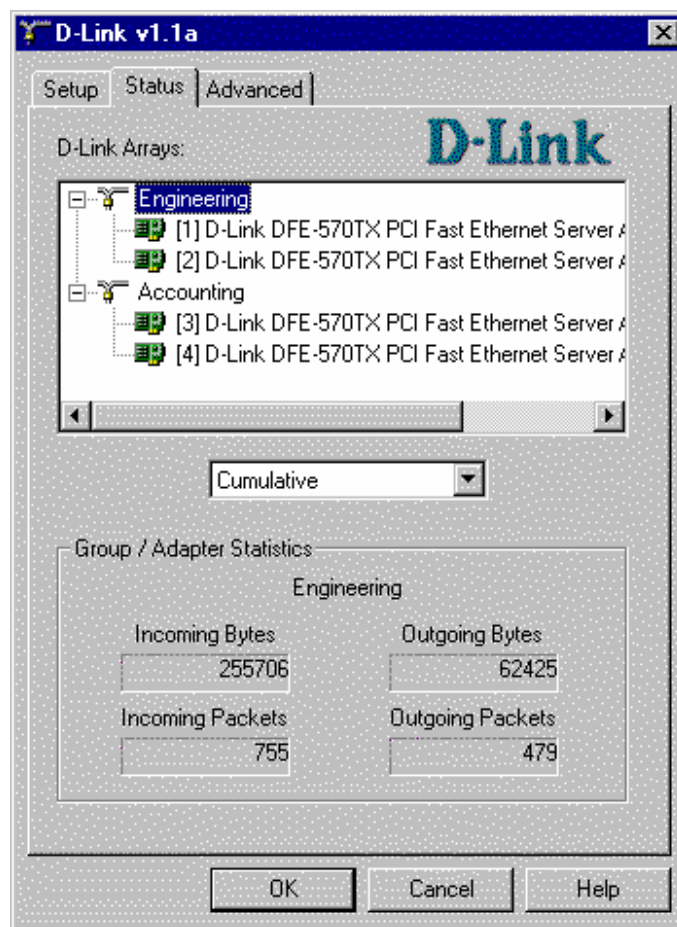 D-Link v1.1a
Setup Status Advanced
D-Link
D-Link Arrays:
Engineering
[1] D-Link DFE-570TX PCI Fast Ethernet Server A
[2] D-Link DFE-570TX PCI Fast Ethernet Server A
Accounting
[3] D-Link DFE-570TX PCI Fast Ethernet Server A
[4] D-Link DFE-570TX PCI Fast Ethernet Server A
Cumulative
Group / Adapter Statistics
Engineering
Incoming Bytes Outgoing Bytes
255706 62425
Incoming Packets Outgoing Packets
755 479
OK Cancel Help